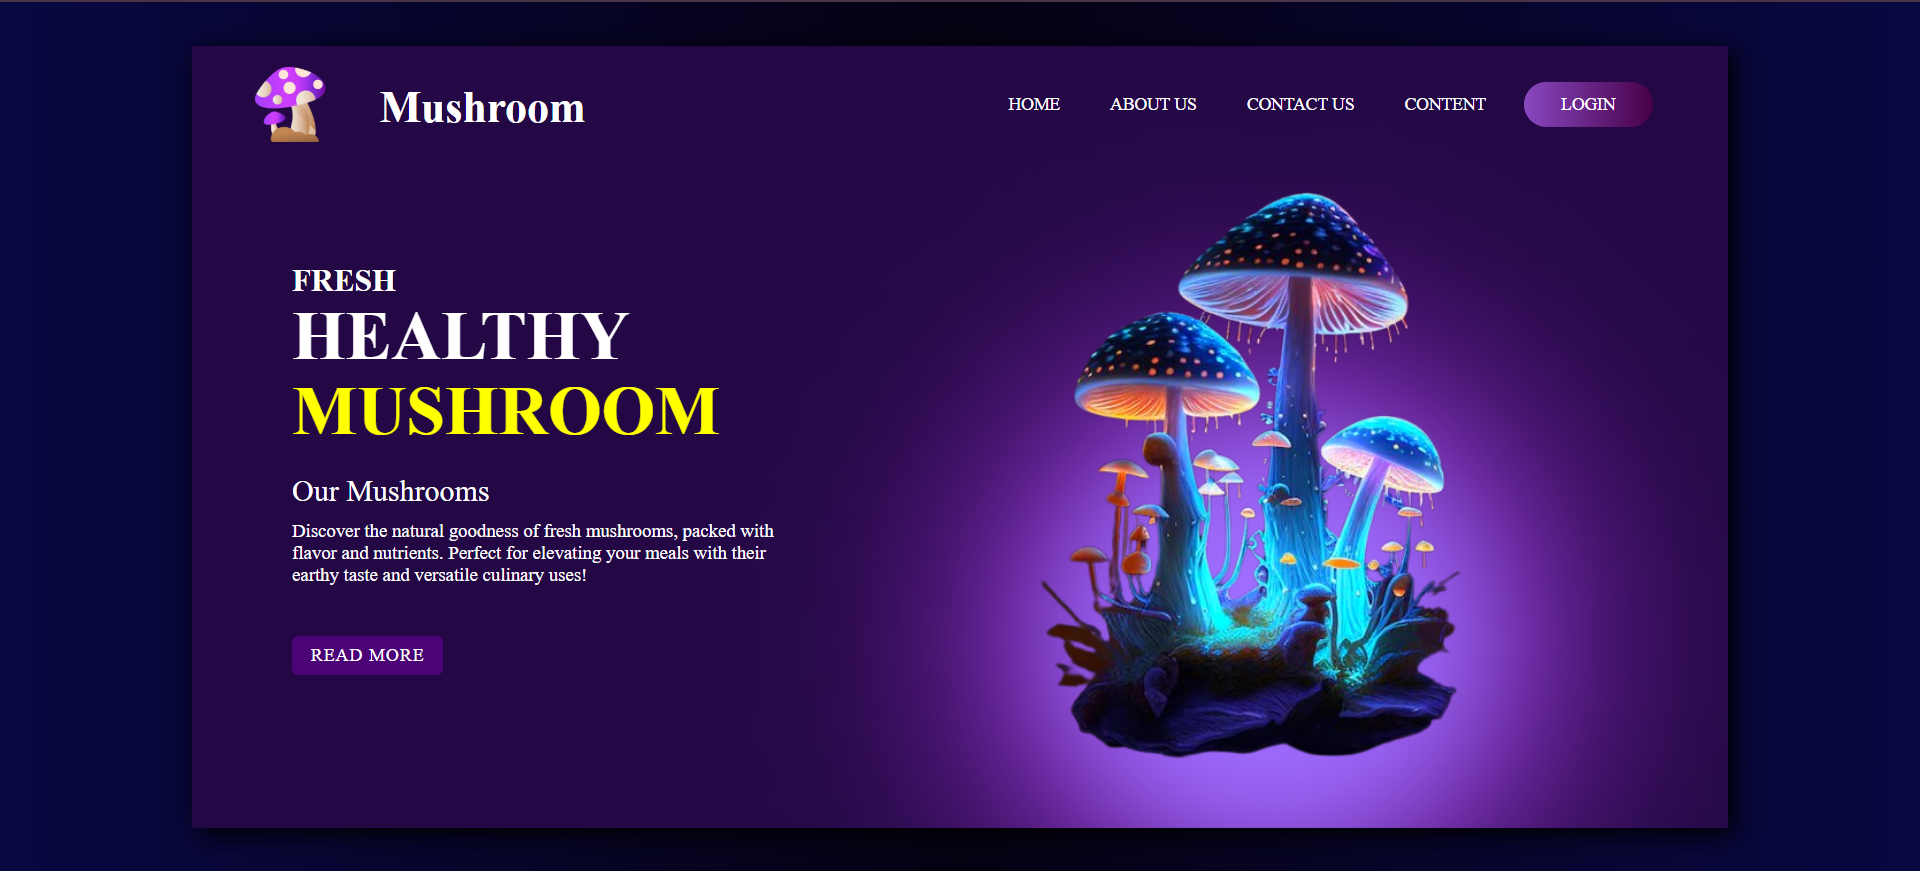 Mushroom
HOME
ABOUT US
CONTACT US
CONTENT
LOGIN
FRESH
HEALTHY
MUSHROOM
Our Mushrooms
Discover the natural goodness of fresh mushrooms, packed with
flavor and nutrients. Perfect for elevating your meals with their
earthy taste and versatile culinary uses!
READ MORE